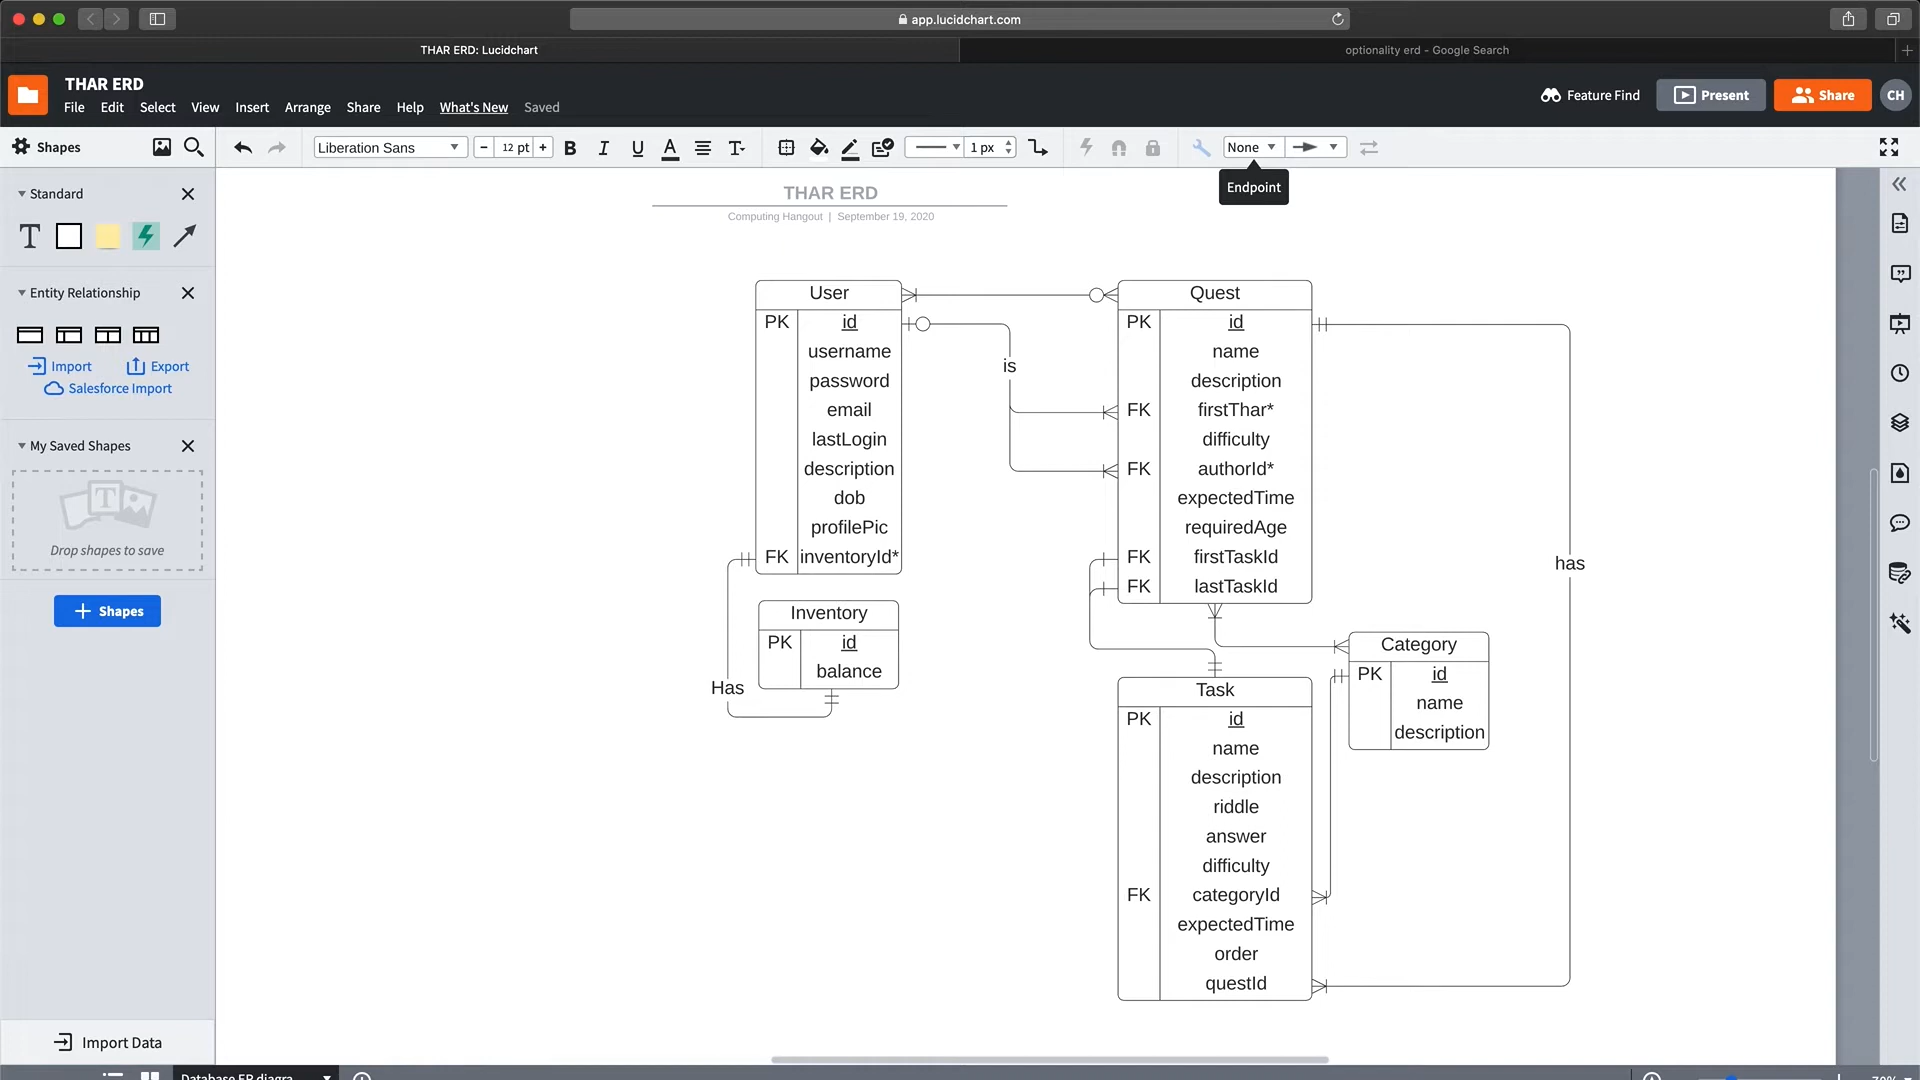 app.lucidchart.com
THAR ERD: Lucidchart
optionality erd - Google Search
THAR ERD
File Edit Select View Insert Arrange Share Help What's New Saved
Feature Find
Present
Share
CH
Shapes
Liberation Sans
12 pt
B I U A
1 px
None
Endpoint
Standard
T
Entity Relationship
Import
Export
Salesforce Import
My Saved Shapes
Drop shapes to save
Shapes
Import Data
THAR ERD
Computing Hangout | September 19, 2020
User
PK id
username
password
email
lastLogin
description
dob
profilePic
FK inventoryId*
Inventory
PK id
balance
Has
is
Quest
PK id
name
description
FK firstThar*
difficulty
FK authorId*
expectedTime
requiredAge
FK firstTaskId
FK lastTaskId
has
Category
PK id
name
description
Task
PK id
name
description
riddle
answer
difficulty
FK categoryId
expectedTime
order
questId
Database ER diagra
70%